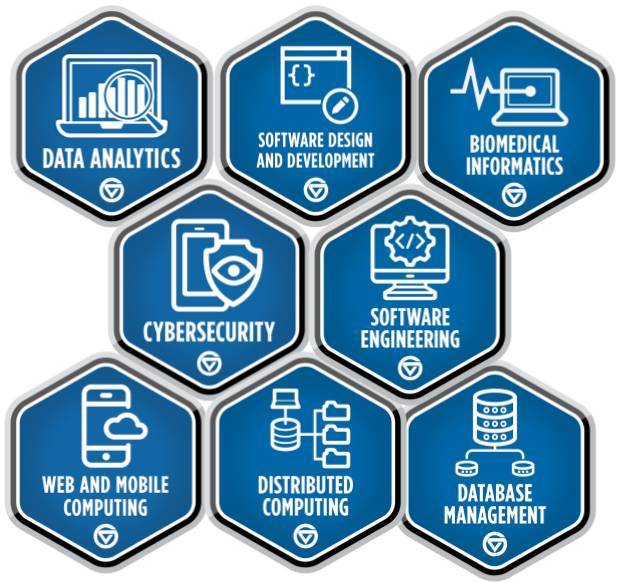 DATA ANALYTICS
SOFTWARE DESIGN
AND DEVELOPMENT
BIOMEDICAL
INFORMATICS
CYBERSECURITY
SOFTWARE
ENGINEERING
WEB AND MOBILE
COMPUTING
DISTRIBUTED
COMPUTING
DATABASE
MANAGEMENT